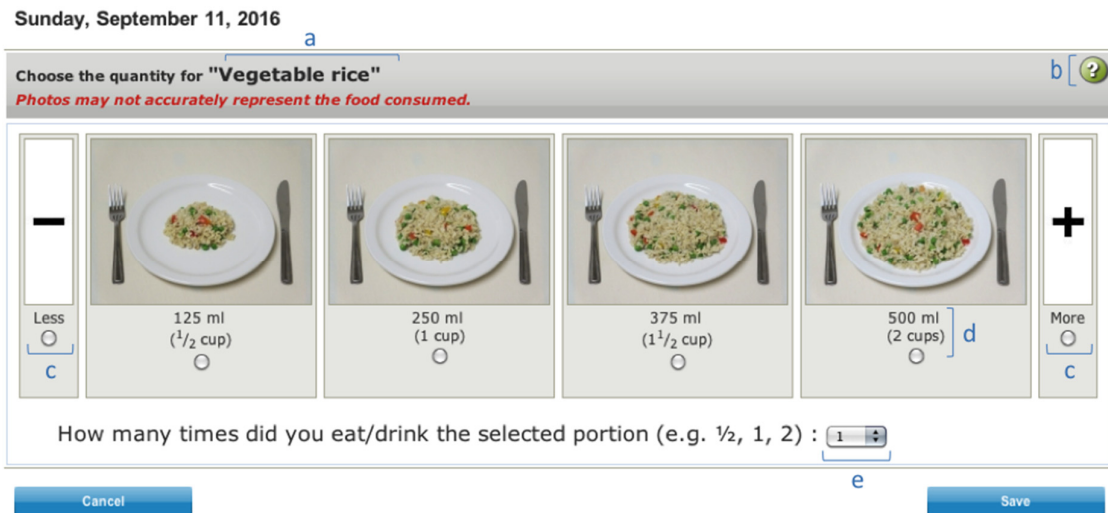 Sunday, September 11, 2016
a
Choose the quantity for "Vegetable rice"
b
?
Photos may not accurately represent the food consumed.
−
+
Less
125 ml
250 ml
375 ml
500 ml
More
(1/2 cup)
(1 cup)
(1 1/2 cup)
(2 cups)
d
c
c
How many times did you eat/drink the selected portion (e.g. ½, 1, 2) : 1
e
Cancel
Save